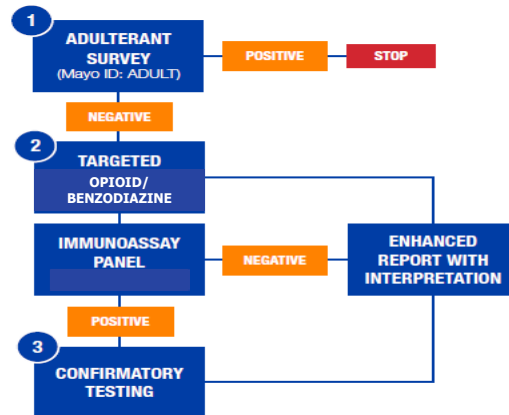 1
ADULTERANT
SURVEY
(Mayo ID: ADULT)
POSITIVE
STOP
NEGATIVE
2
TARGETED
OPIOID/
BENZODIAZINE
IMMUNOASSAY
PANEL
NEGATIVE
ENHANCED
REPORT WITH
INTERPRETATION
POSITIVE
3
CONFIRMATORY
TESTING